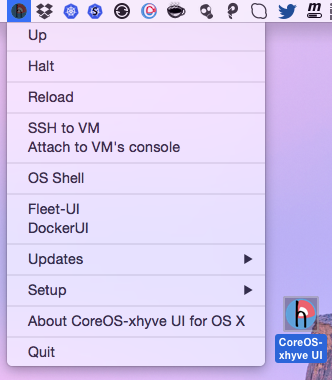 Up
Halt
Reload
SSH to VM
Attach to VM's console
OS Shell
Fleet-UI
DockerUI
Updates
Setup
About CoreOS-xhyve UI for OS X
Quit
CoreOS-
xhyve UI